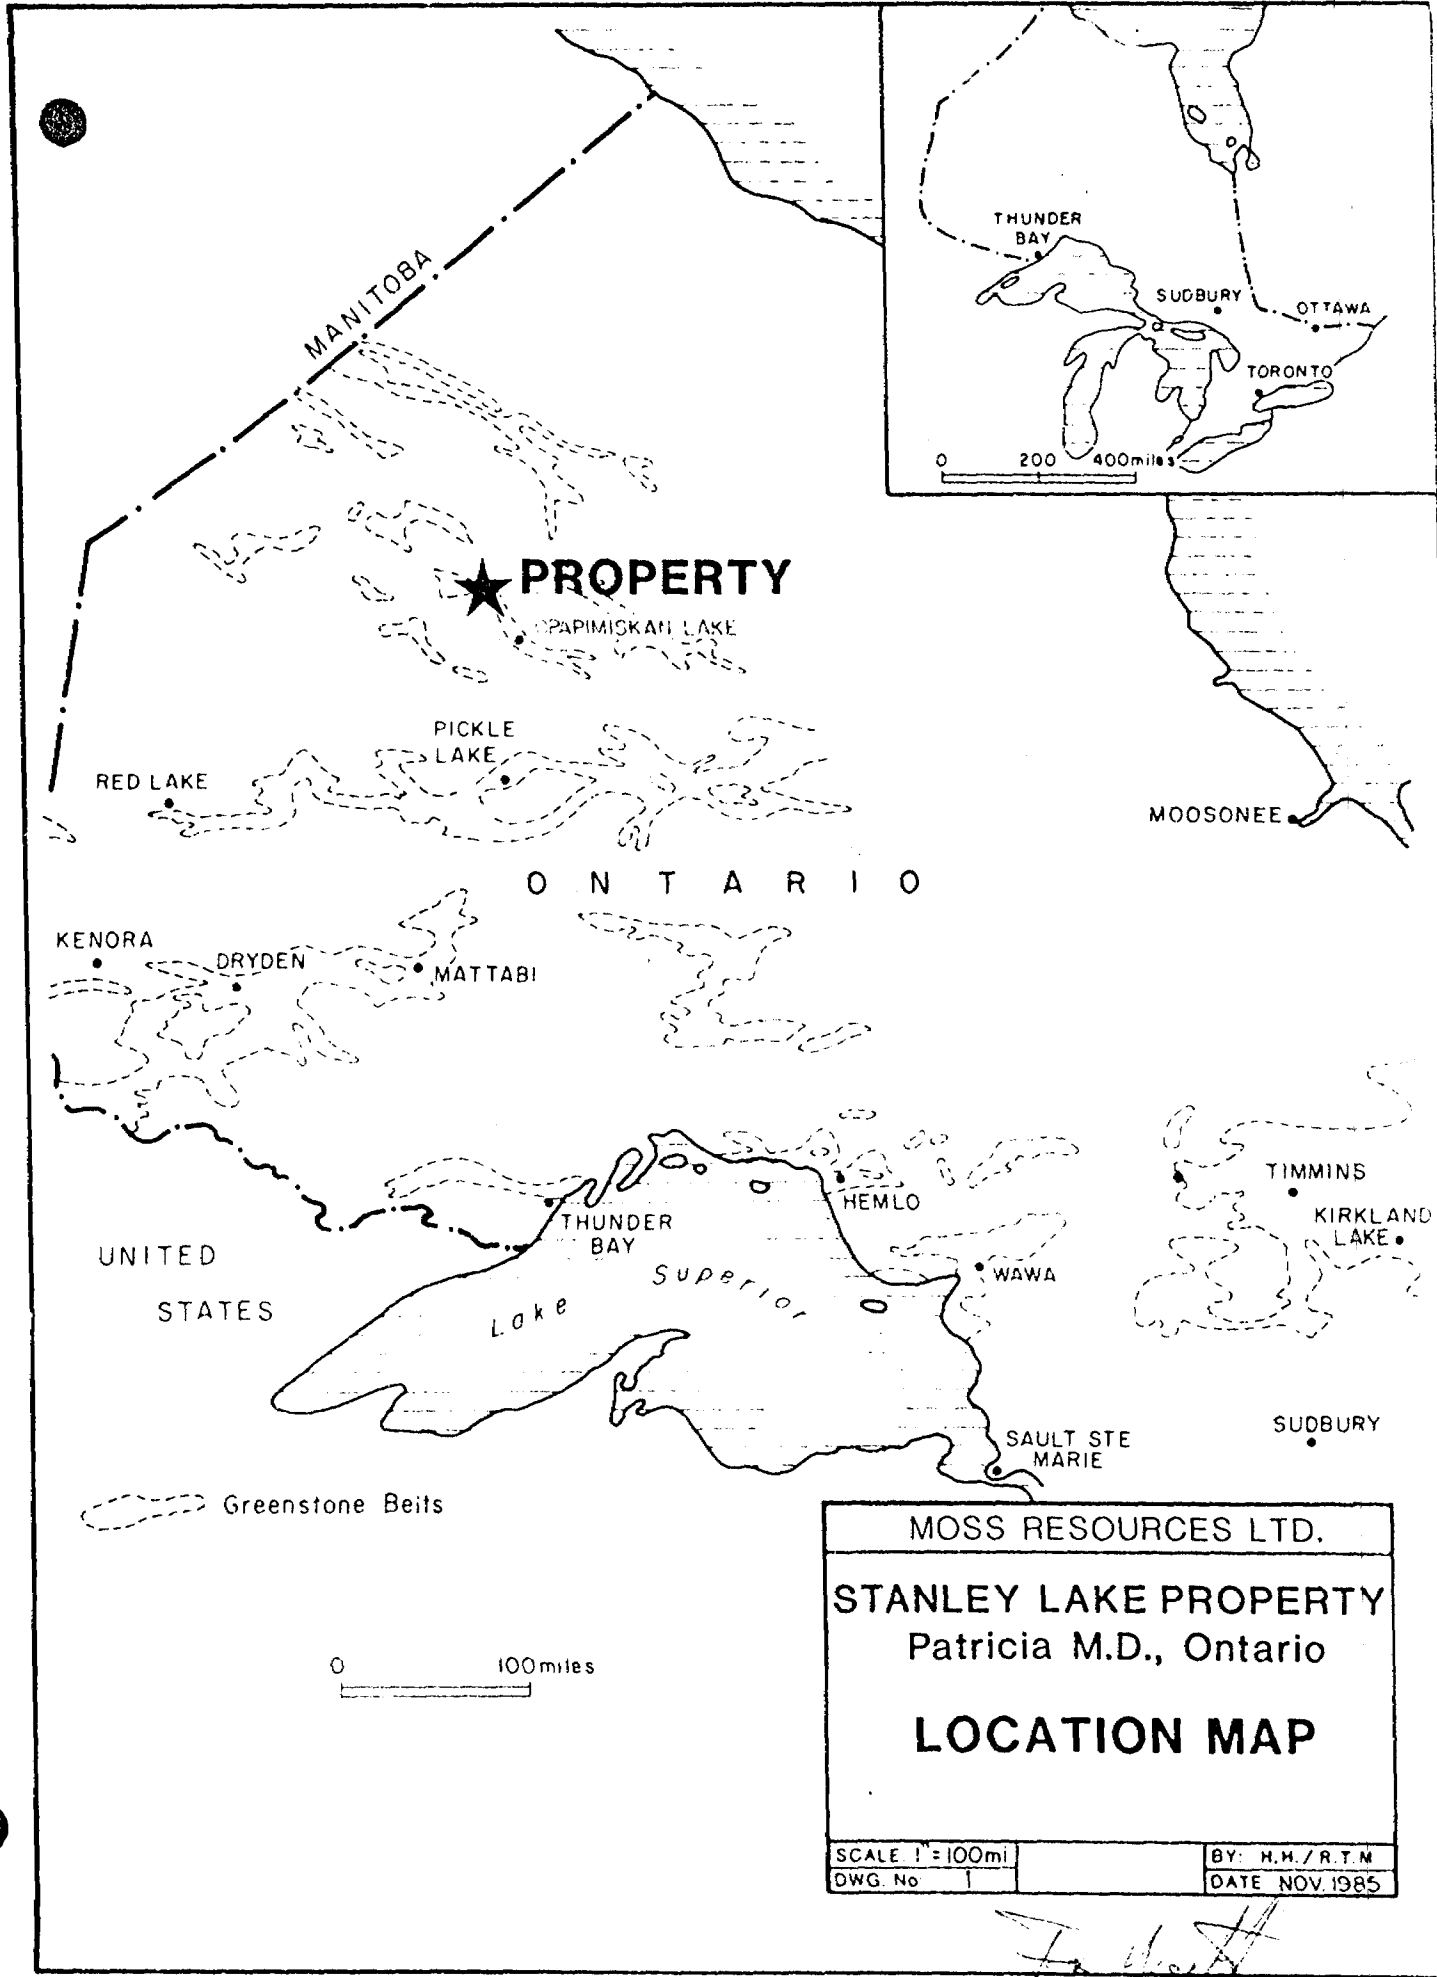 MANITOBA
THUNDER
BAY
SUDBURY
OTTAWA
TORONTO
0 200 400miles
PROPERTY
OPAPIMISKAN LAKE
PICKLE
LAKE
RED LAKE
MOOSONEE
ONTARIO
KENORA
DRYDEN
MATTABI
TIMMINS
HEMLO
KIRKLAND
LAKE
THUNDER
BAY
UNITED
STATES
Lake Superior
WAWA
SUDBURY
SAULT STE
MARIE
Greenstone Belts
0 100miles
MOSS RESOURCES LTD.
STANLEY LAKE PROPERTY
Patricia M.D., Ontario
LOCATION MAP
SCALE 1" = 100mi
BY: H.H./R.T.M
DWG. No 1
DATE NOV. 1985